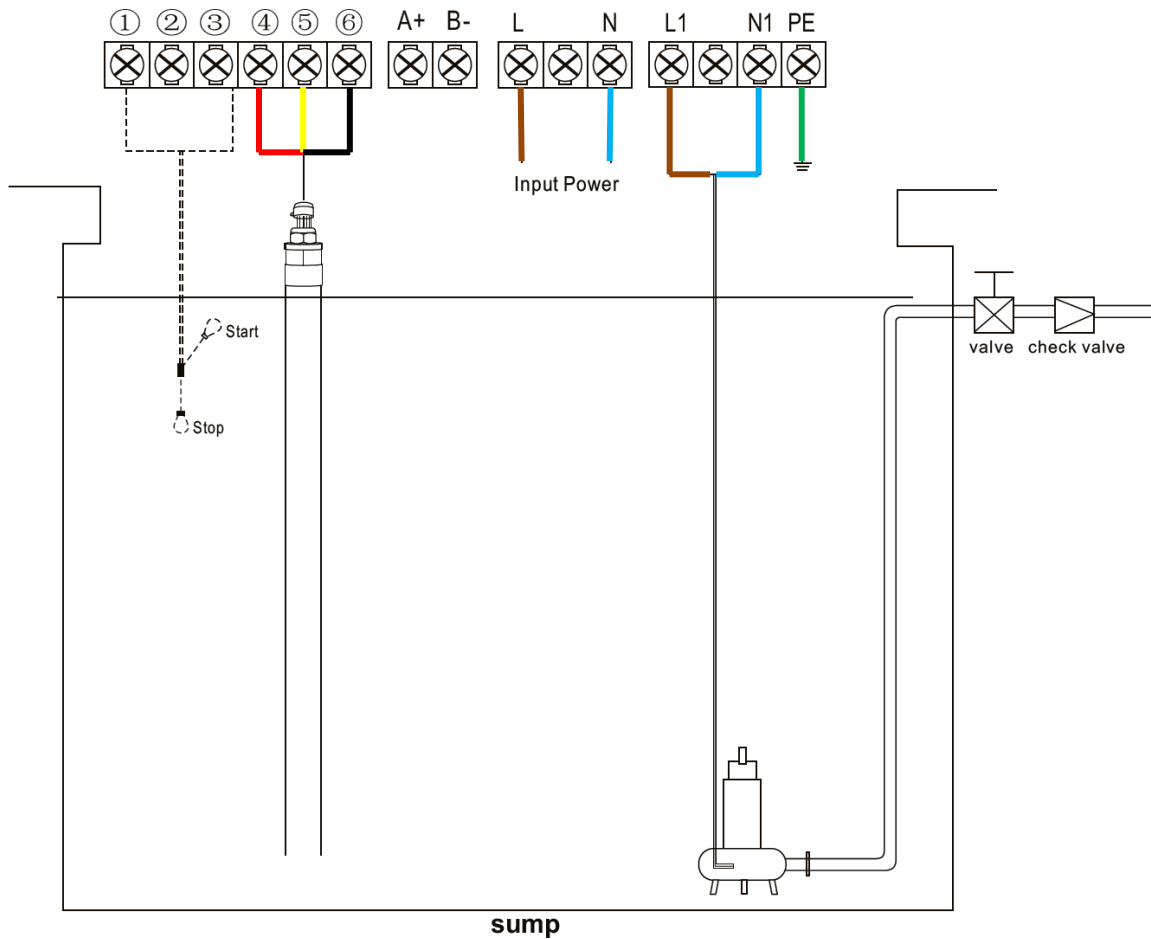 ① ② ③ ④ ⑤ ⑥ A+ B- L N L1 N1 PE
Input Power
Start
Stop
valve check valve
sump